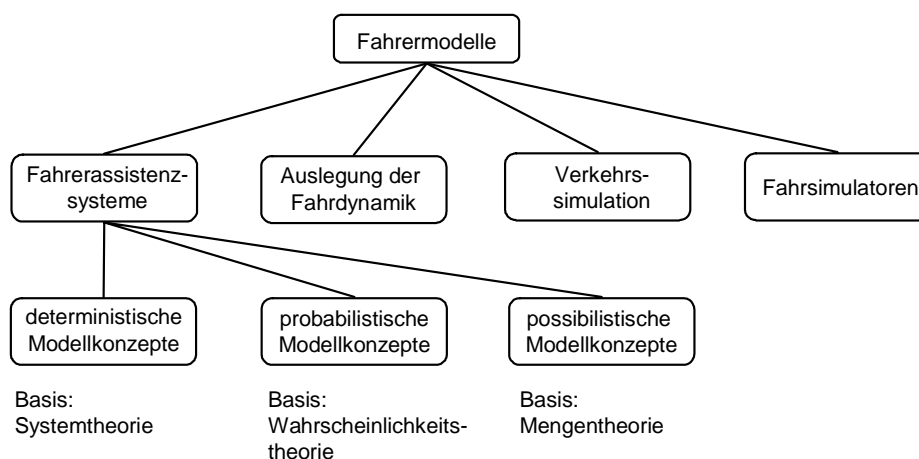 Fahrermodelle
Fahrerassistenz-
systeme
Auslegung der
Fahrdynamik
Verkehrs-
simulation
Fahrsimulatoren
deterministische
Modellkonzepte
probabilistische
Modellkonzepte
possibilistische
Modellkonzepte
Basis:
Systemtheorie
Basis:
Wahrscheinlichkeits-
theorie
Basis:
Mengentheorie